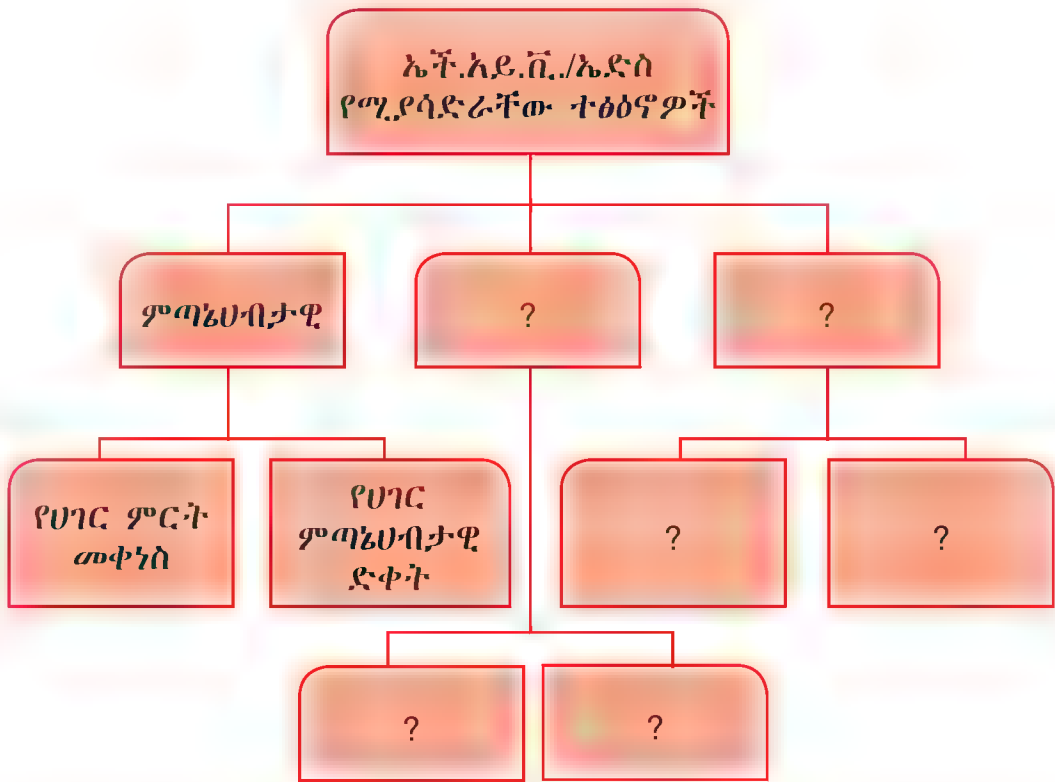 ኤች.አይ.ቪ./ኤድስ
የሚያሳድራቸው ተፅዕኖዎች
ምጣኔሀብታዊ
?
?
የሀገር ምርት
መቀነስ
የሀገር
ምጣኔሀብታዊ
ድቀት
?
?
?
?